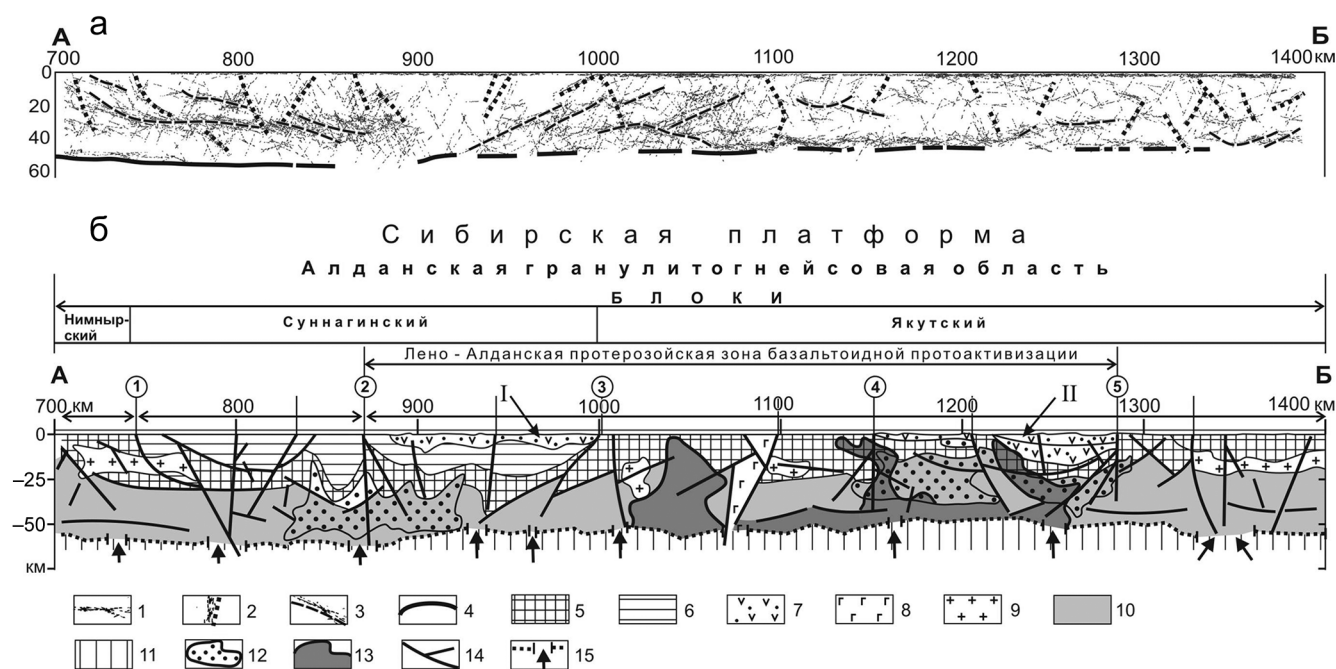 а
А Б
700 800 900 1000 1100 1200 1300 1400 км
0
20
40
60
б
Сибирская платформа
Алданская гранулитогнейсовая область
БЛОКИ
Нимныр-
ский
Суннагинский
Якутский
Лено - Алданская протерозойская зона базальтоидной протоактивизации
А 1 2 I 3 4 II 5 Б
700 км 800 900 1000 1100 1200 1300 1400 км
0
–25
–50
км
1 2 3 4 5 6 7 8 9 10
11 12 13 14 15